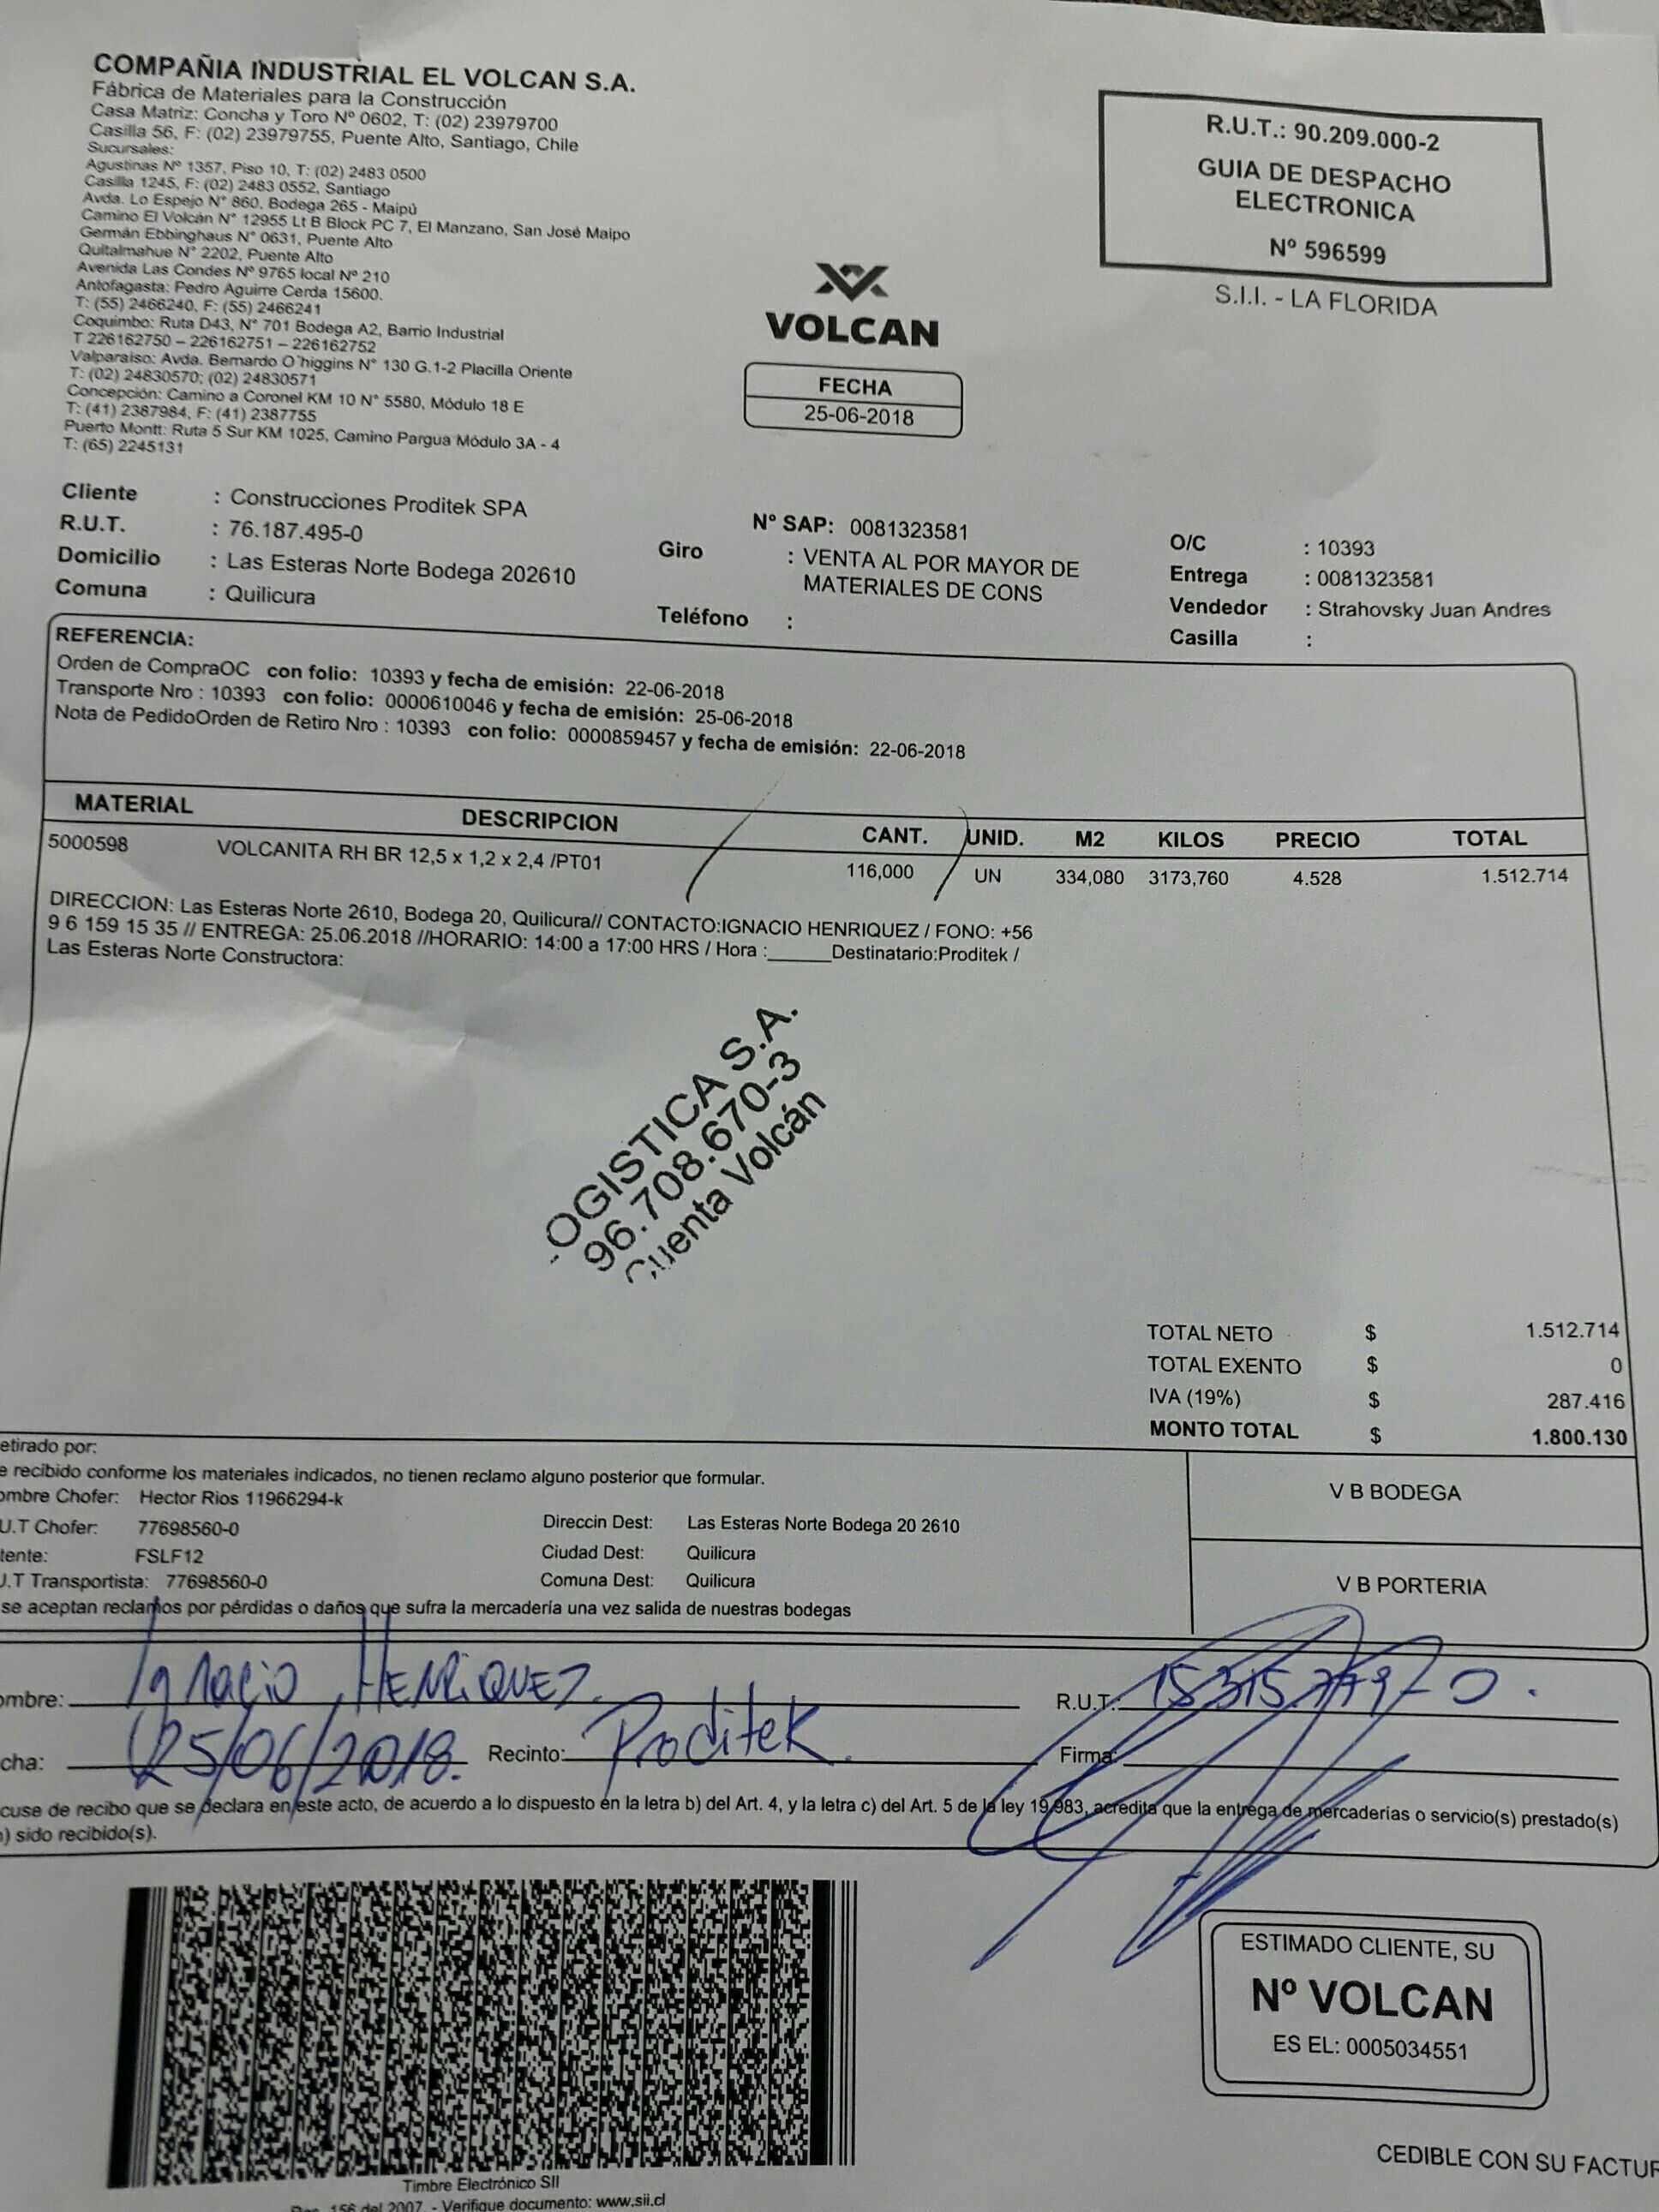 COMPAÑIA INDUSTRIAL EL VOLCAN S.A.
Fábrica de Materiales para la Construcción
Casa Matriz: Concha y Toro Nº 0602, T: (02) 23979700
Casilla 56, F: (02) 23979755, Puente Alto, Santiago, Chile
Sucursales:
Agustinas Nº 1357, Piso 10, T: (02) 2483 0500
Casilla 1245, F: (02) 2483 0552, Santiago
Avda. Lo Espejo N° 860, Bodega 265 - Maipú
Camino El Volcán N° 12955 Lt B Block PC 7, El Manzano, San José Maipo
Germán Ebbinghaus N° 0631, Puente Alto
Quitalmahue N° 2202, Puente Alto
Avenida Las Condes Nº 9765 local Nº 210
Antofagasta: Pedro Aguirre Cerda 15600.
T: (55) 2466240, F: (55) 2466241
Coquimbo: Ruta D43, N° 701 Bodega A2, Barrio Industrial
T 226162750 – 226162751 – 226162752
Valparaíso: Avda. Bernardo O`higgins N° 130 G.1-2 Placilla Oriente
T: (02) 24830570; (02) 24830571
Concepción: Camino a Coronel KM 10 N° 5580, Módulo 18 E
T: (41) 2387984, F: (41) 2387755
Puerto Montt: Ruta 5 Sur KM 1025, Camino Pargua Módulo 3A - 4
T: (65) 2245131
R.U.T.: 90.209.000-2
GUIA DE DESPACHO
ELECTRONICA
Nº 596599
S.I.I. - LA FLORIDA
VOLCAN
FECHA
25-06-2018
Cliente : Construcciones Proditek SPA
R.U.T. : 76.187.495-0
Domicilio : Las Esteras Norte Bodega 202610
Comuna : Quilicura
N° SAP: 0081323581
Giro : VENTA AL POR MAYOR DE
MATERIALES DE CONS
Teléfono :
O/C : 10393
Entrega : 0081323581
Vendedor : Strahovsky Juan Andres
Casilla :
REFERENCIA:
Orden de CompraOC con folio: 10393 y fecha de emisión: 22-06-2018
Transporte Nro : 10393 con folio: 0000610046 y fecha de emisión: 25-06-2018
Nota de PedidoOrden de Retiro Nro : 10393 con folio: 0000859457 y fecha de emisión: 22-06-2018
MATERIAL DESCRIPCION CANT. UNID. M2 KILOS PRECIO TOTAL
5000598 VOLCANITA RH BR 12,5 x 1,2 x 2,4 /PT01 116,000 UN 334,080 3173,760 4.528 1.512.714
DIRECCION: Las Esteras Norte 2610, Bodega 20, Quilicura// CONTACTO:IGNACIO HENRIQUEZ / FONO: +56
9 6 159 15 35 // ENTREGA: 25.06.2018 //HORARIO: 14:00 a 17:00 HRS / Hora :______Destinatario:Proditek /
Las Esteras Norte Constructora:
OGISTICA S.A.
96.708.670-3
Cuenta Volcán
TOTAL NETO $ 1.512.714
TOTAL EXENTO $ 0
IVA (19%) $ 287.416
MONTO TOTAL $ 1.800.130
etirado por:
e recibido conforme los materiales indicados, no tienen reclamo alguno posterior que formular.
ombre Chofer: Hector Rios 11966294-k
U.T Chofer: 77698560-0
tente: FSLF12
U.T Transportista: 77698560-0
Direccin Dest: Las Esteras Norte Bodega 20 2610
Ciudad Dest: Quilicura
Comuna Dest: Quilicura
se aceptan reclamos por pérdidas o daños que sufra la mercadería una vez salida de nuestras bodegas
V B BODEGA
V B PORTERIA
ombre: Ignacio HENRIQUEZ. R.U.T.:
cha: 25/06/2018. Recinto: Proditek. Firma:
cuse de recibo que se declara en este acto, de acuerdo a lo dispuesto en la letra b) del Art. 4, y la letra c) del Art. 5 de la ley 19.983, acredita que la entrega de mercaderías o servicio(s) prestado(s)
) sido recibido(s).
ESTIMADO CLIENTE, SU
Nº VOLCAN
ES EL: 0005034551
Timbre Electrónico SII
Res. 156 del 2007. - Verifique documento: www.sii.cl
CEDIBLE CON SU FACTUR